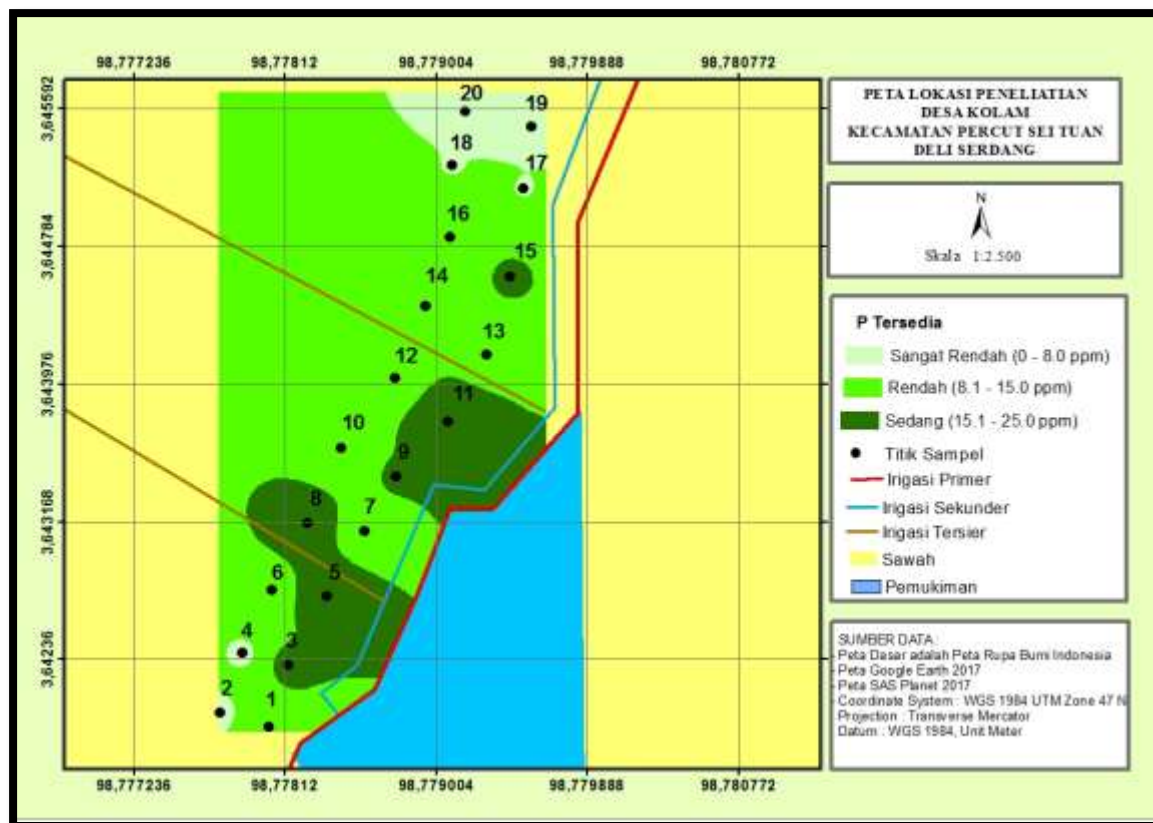 98,777236 98,77812 98,779004 98,779888 98,780772
3,645592
3,644784
3,643976
3,643168
3,64236
20
19
18
17
16
15
14
13
12
11
10
9
8
7
6
5
4
3
2
1
98,777236 98,77812 98,779004 98,779888 98,780772
PETA LOKASI PENELIATIAN
DESA KOLAM
KECAMATAN PERCUT SEI TUAN
DELI SERDANG
N
Skala 1:2.500
P Tersedia
Sangat Rendah (0 - 8.0 ppm)
Rendah (8.1 - 15.0 ppm)
Sedang (15.1 - 25.0 ppm)
Titik Sampel
Irigasi Primer
Irigasi Sekunder
Irigasi Tersier
Sawah
Pemukiman
SUMBER DATA :
- Peta Dasar adalah Peta Rupa Bumi Indonesia
- Peta Google Earth 2017
- Peta SAS Planet 2017
- Coordinate System : WGS 1984 UTM Zone 47 N
Projection : Transverse Mercator
Datum : WGS 1984, Unit Meter